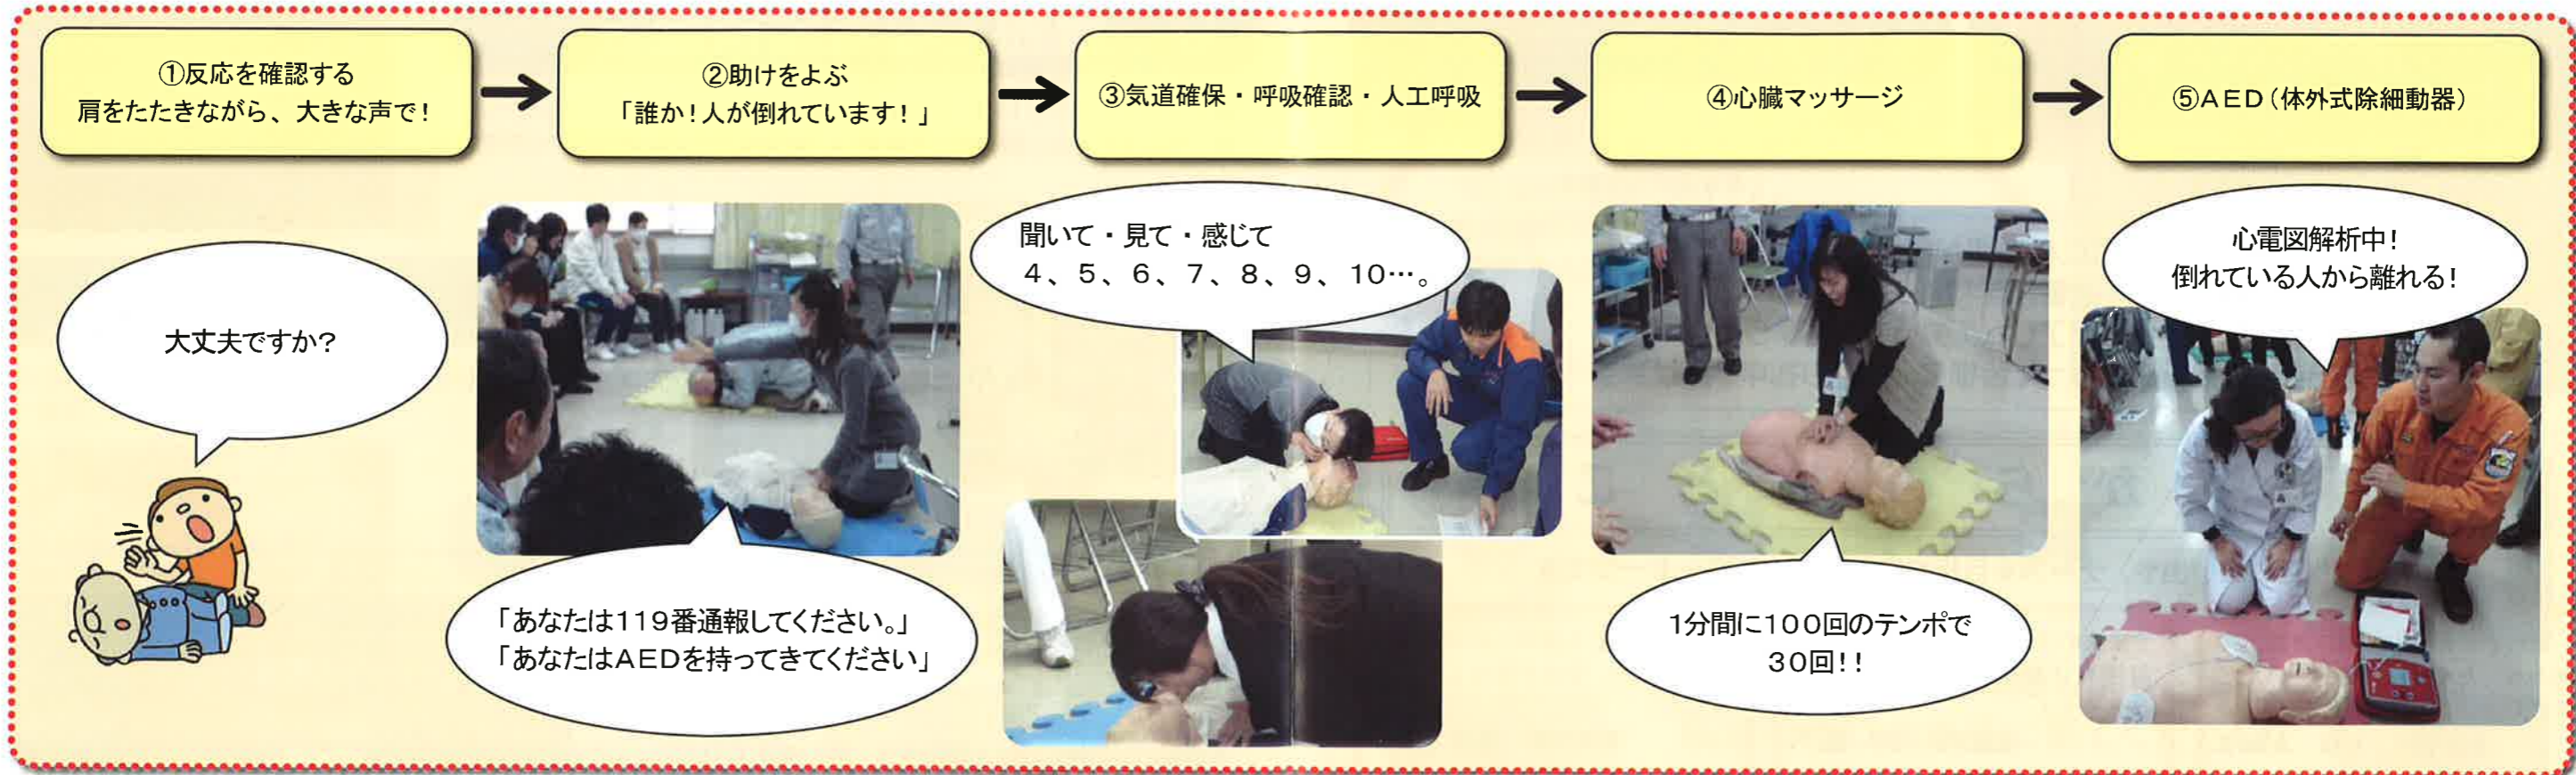 ①反応を確認する
肩をたたきながら、大きな声で！
②助けをよぶ
「誰か！人が倒れています！」
③気道確保・呼吸確認・人工呼吸
④心臓マッサージ
⑤ＡＥＤ（体外式除細動器）
大丈夫ですか？
「あなたは１１９番通報してください。」
「あなたはＡＥＤを持ってきてください」
聞いて・見て・感じて
４、５、６、７、８、９、１０…。
１分間に１００回のテンポで
３０回！！
心電図解析中！
倒れている人から離れる！